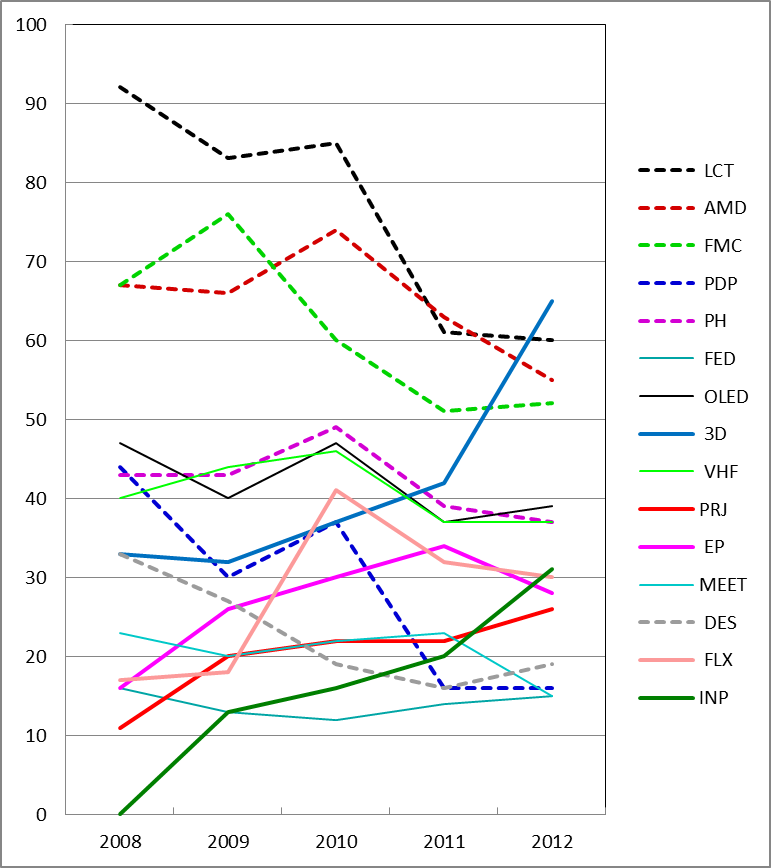 100
90
80
70
60
50
40
30
20
10
0
2008 2009 2010 2011 2012
LCT
AMD
FMC
PDP
PH
FED
OLED
3D
VHF
PRJ
EP
MEET
DES
FLX
INP